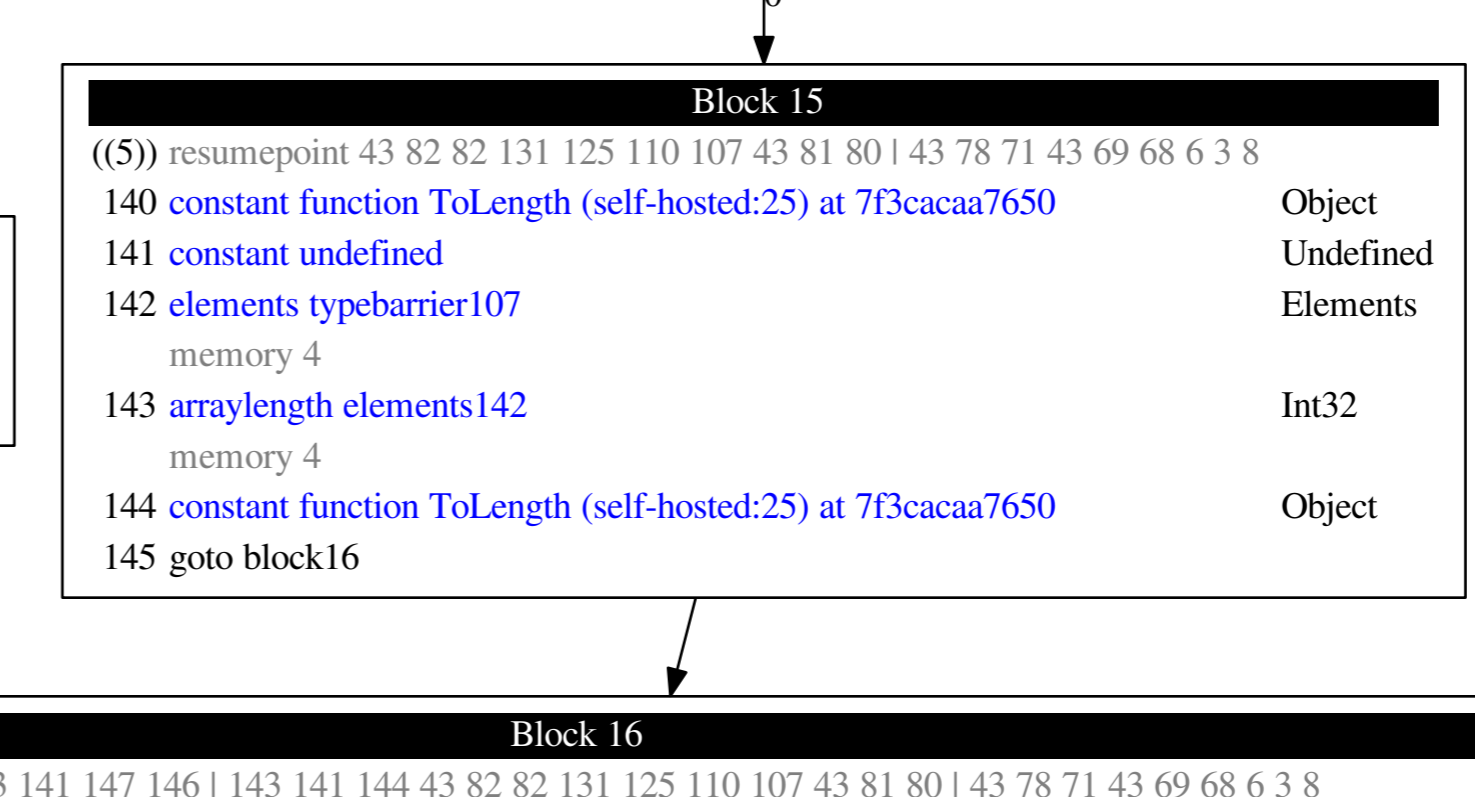 Block 15
((5)) resumepoint 43 82 82 131 125 110 107 43 81 80 | 43 78 71 43 69 68 6 3 8
140 constant function ToLength (self-hosted:25) at 7f3cacaa7650 Object
141 constant undefined Undefined
142 elements typebarrier107 Elements
memory 4
143 arraylength elements142 Int32
memory 4
144 constant function ToLength (self-hosted:25) at 7f3cacaa7650 Object
145 goto block16
Block 16
141 147 146 | 143 141 144 43 82 82 131 125 110 107 43 81 80 | 43 78 71 43 69 68 6 3 8